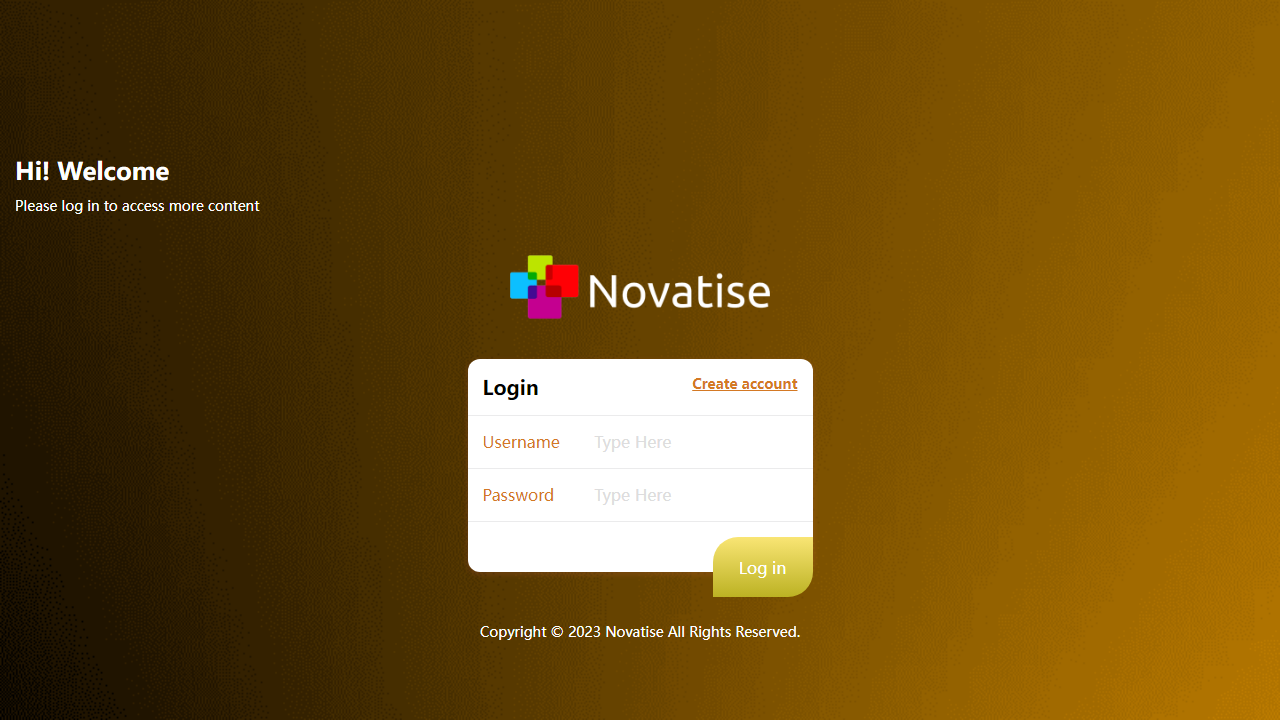 Hi! Welcome
Please log in to access more content
Novatise
Login
Create account
Username
Type Here
Password
Type Here
Log in
Copyright © 2023 Novatise All Rights Reserved.